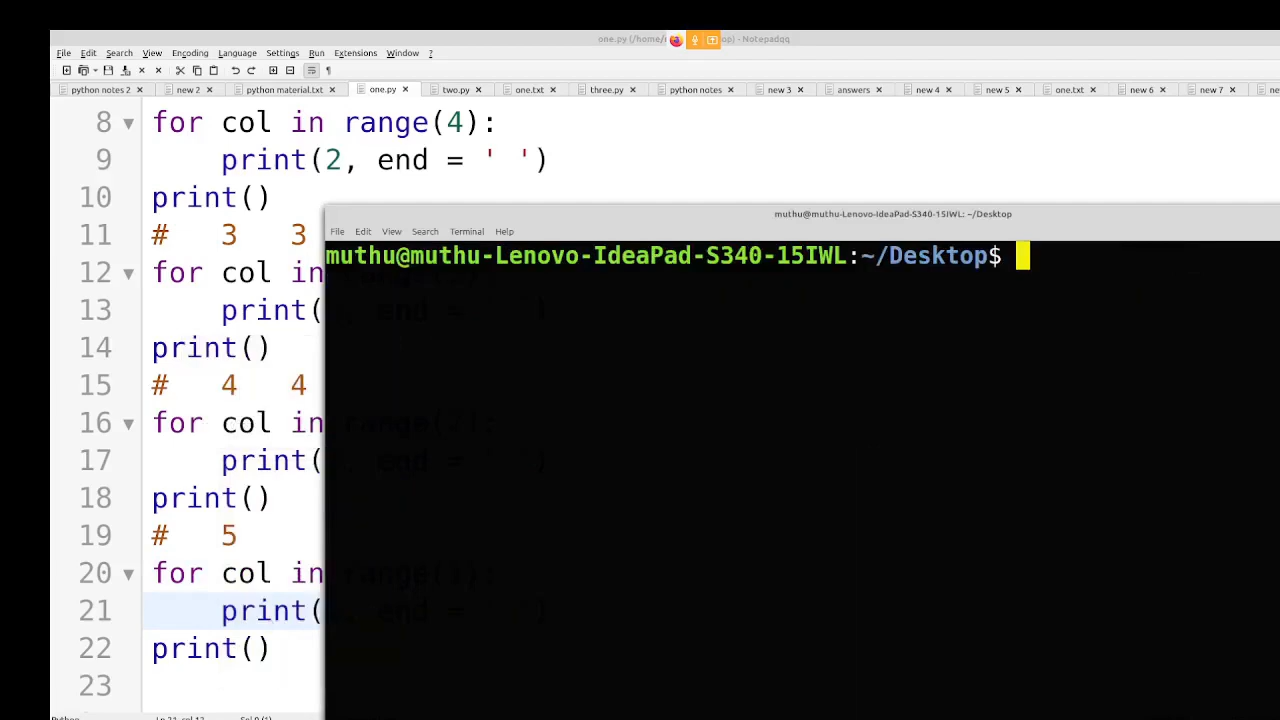 one.py (/home/ op) - Notepadqq
File Edit Search View Encoding Language Settings Run Extensions Window ?
python notes 2 new 2 python material.txt one.py two.py one.txt three.py python notes new 3 answers new 4 new 5 one.txt new 6 new 7
8 for col in range(4):
9 print(2, end = ' ')
10 print()
11 # 3 3
12 for col in
13 print(
14 print()
15 # 4 4
16 for col in
17 print(
18 print()
19 # 5
20 for col in
21 print(
22 print()
23
muthu@muthu-Lenovo-IdeaPad-S340-15IWL: ~/Desktop
File Edit View Search Terminal Help
muthu@muthu-Lenovo-IdeaPad-S340-15IWL:~/Desktop$